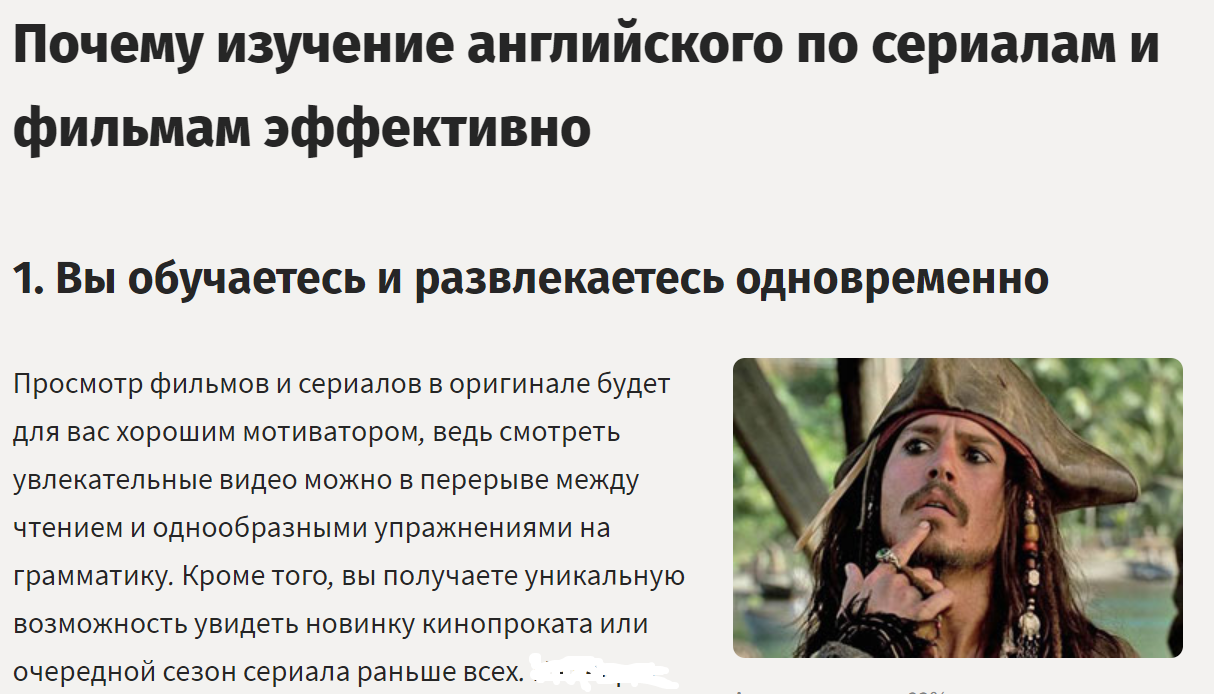 Почему изучение английского по сериалам и
фильмам эффективно
1. Вы обучаетесь и развлекаетесь одновременно
Просмотр фильмов и сериалов в оригинале будет
для вас хорошим мотиватором, ведь смотреть
увлекательные видео можно в перерыве между
чтением и однообразными упражнениями на
грамматику. Кроме того, вы получаете уникальную
возможность увидеть новинку кинопроката или
очередной сезон сериала раньше всех.